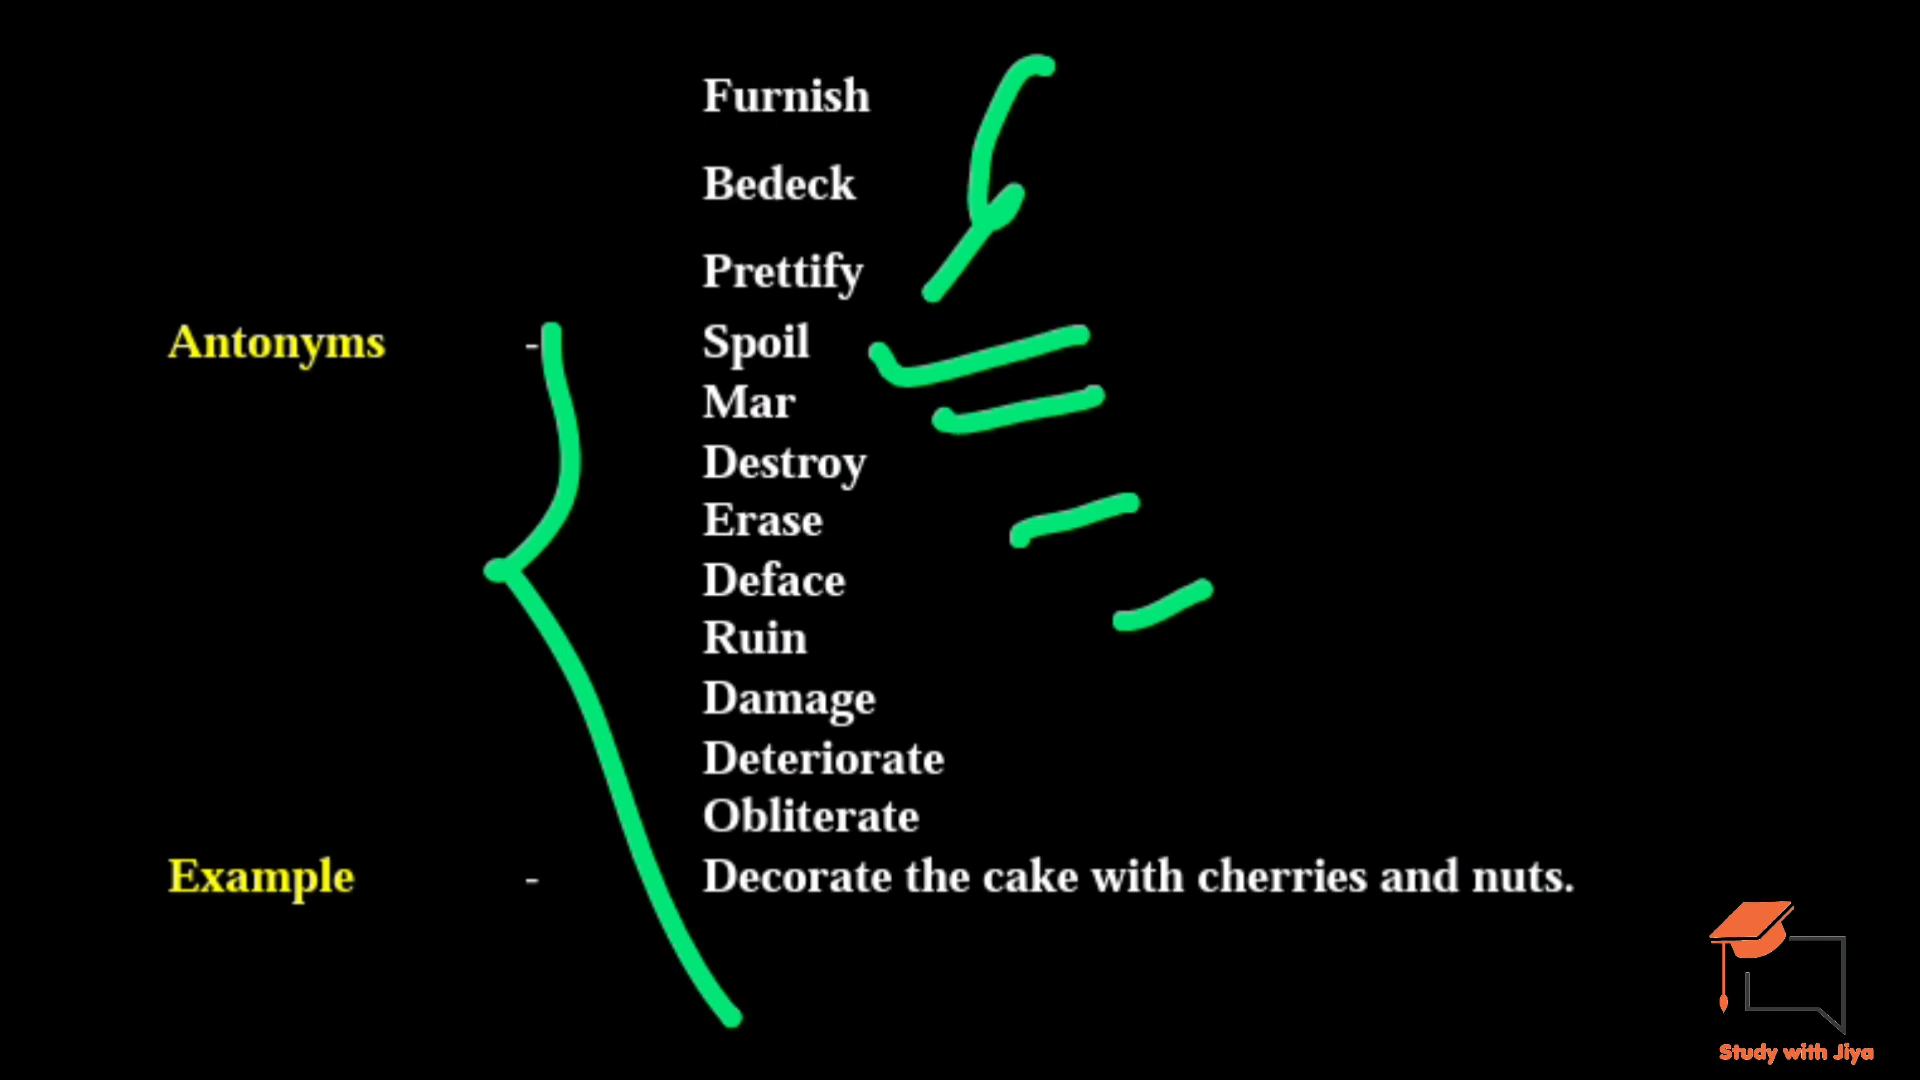 Furnish
Bedeck
Prettify
Antonyms - Spoil
Mar
Destroy
Erase
Deface
Ruin
Damage
Deteriorate
Obliterate
Example - Decorate the cake with cherries and nuts.
Study with Jiya